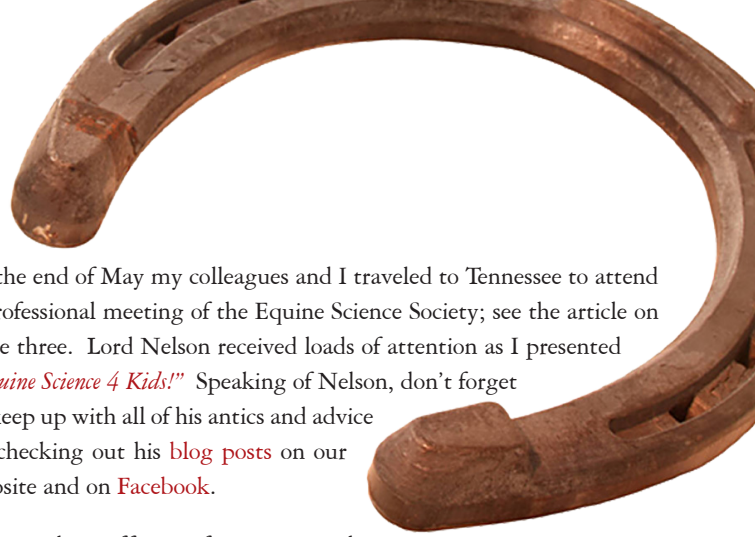 the end of May my colleagues and I traveled to Tennessee to attend
rofessional meeting of the Equine Science Society; see the article on
e three. Lord Nelson received loads of attention as I presented
uine Science 4 Kids!” Speaking of Nelson, don’t forget
keep up with all of his antics and advice
checking out his blog posts on our
bsite and on Facebook.